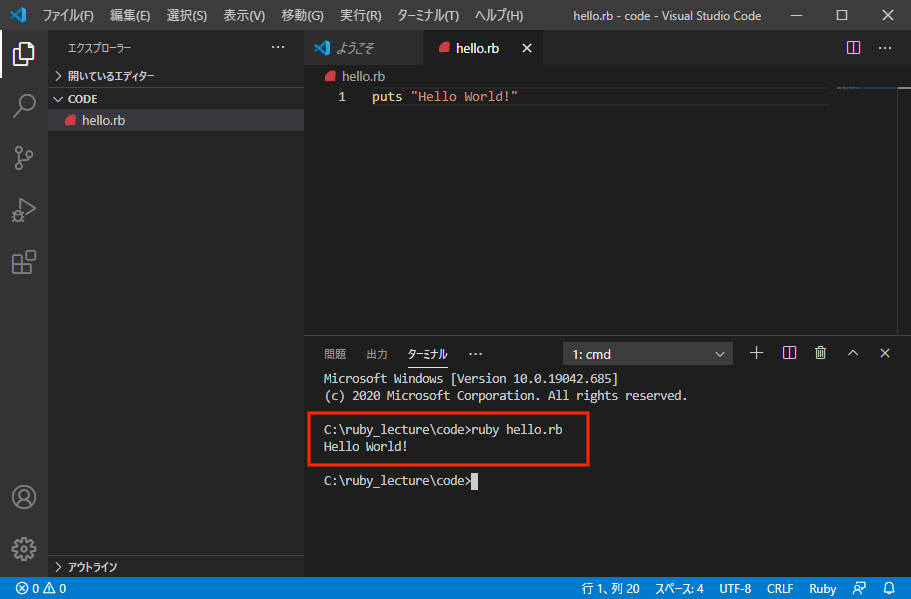 ファイル(F) 編集(E) 選択(S) 表示(V) 移動(G) 実行(R) ターミナル(T) ヘルプ(H) hello.rb - code - Visual Studio Code
エクスプローラー
開いているエディター
CODE
hello.rb
ようこそ
hello.rb
hello.rb
1 puts "Hello World!"
問題 出力 ターミナル 1: cmd
Microsoft Windows [Version 10.0.19042.685]
(c) 2020 Microsoft Corporation. All rights reserved.
C:\ruby_lecture\code>ruby hello.rb
Hello World!
C:\ruby_lecture\code>
アウトライン
0 0 行 1、列 20 スペース: 4 UTF-8 CRLF Ruby